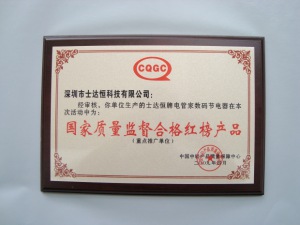 CQGC
深圳市士达恒科技有限公司:
经审核,你单位生产的士达恒牌电管家数码节电器在本
次活动中为:
国家质量监督合格红榜产品
(重点推广单位)